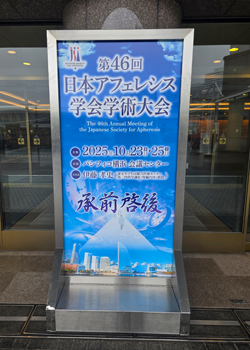 第46回
日本アフェレシス
学会学術大会
The 46th Annual Meeting of
the Japanese Society for Apheresis
2025年10月23日・25日
パシフィコ横浜 会議センター
伊藤 孝史
承前啓後